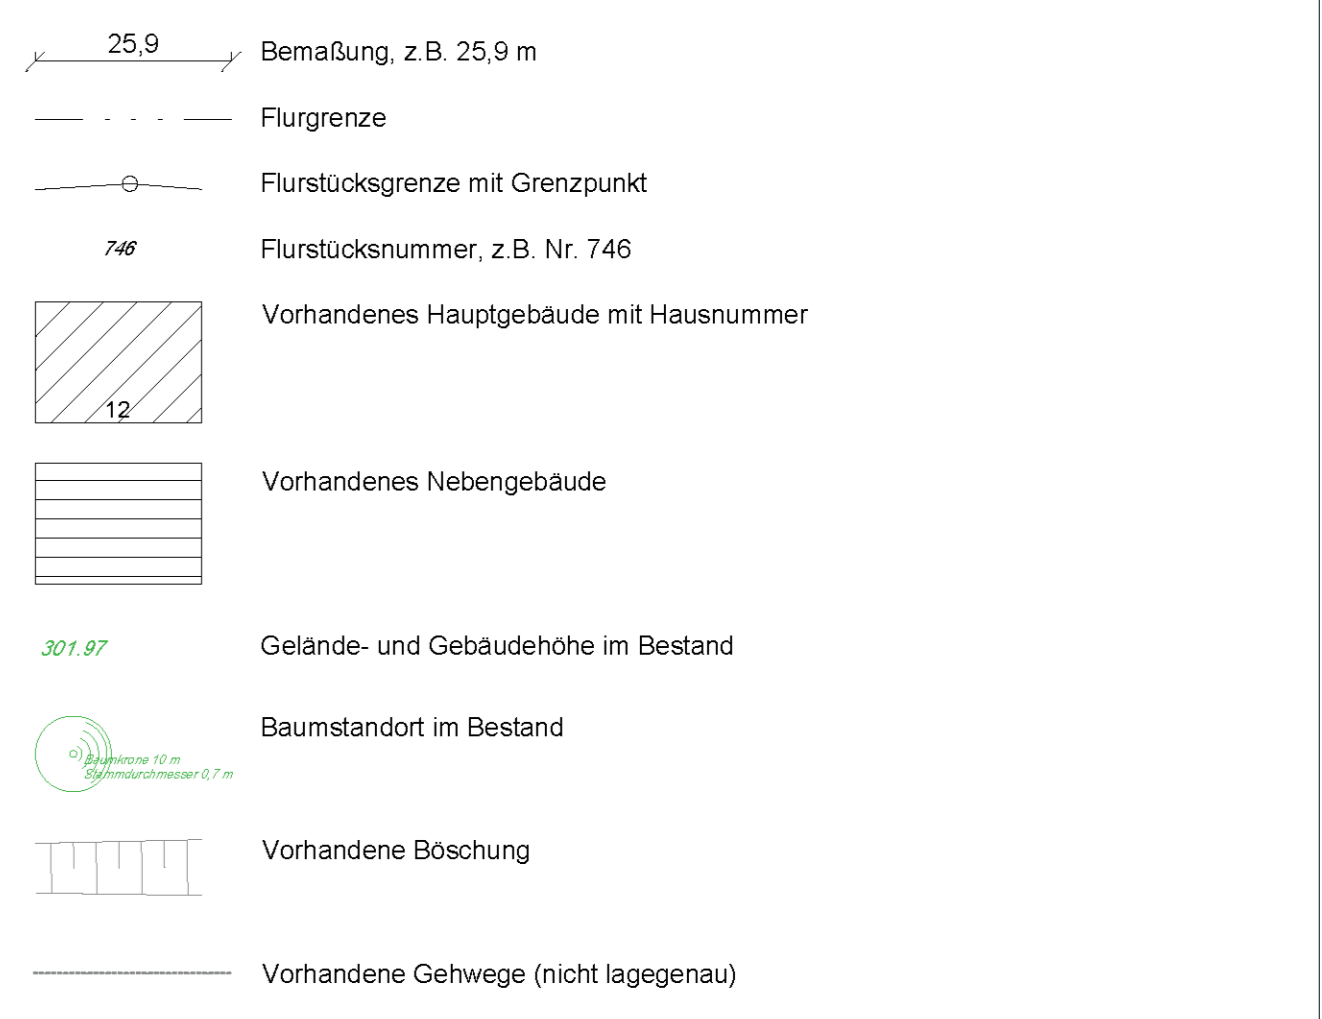 25,9 Bemaßung, z.B. 25,9 m
Flurgrenze
Flurstücksgrenze mit Grenzpunkt
746 Flurstücksnummer, z.B. Nr. 746
Vorhandenes Hauptgebäude mit Hausnummer
12
Vorhandenes Nebengebäude
301.97 Gelände- und Gebäudehöhe im Bestand
Baumstandort im Bestand
Baumkrone 10 m
Stammdurchmesser 0,7 m
Vorhandene Böschung
Vorhandene Gehwege (nicht lagegenau)